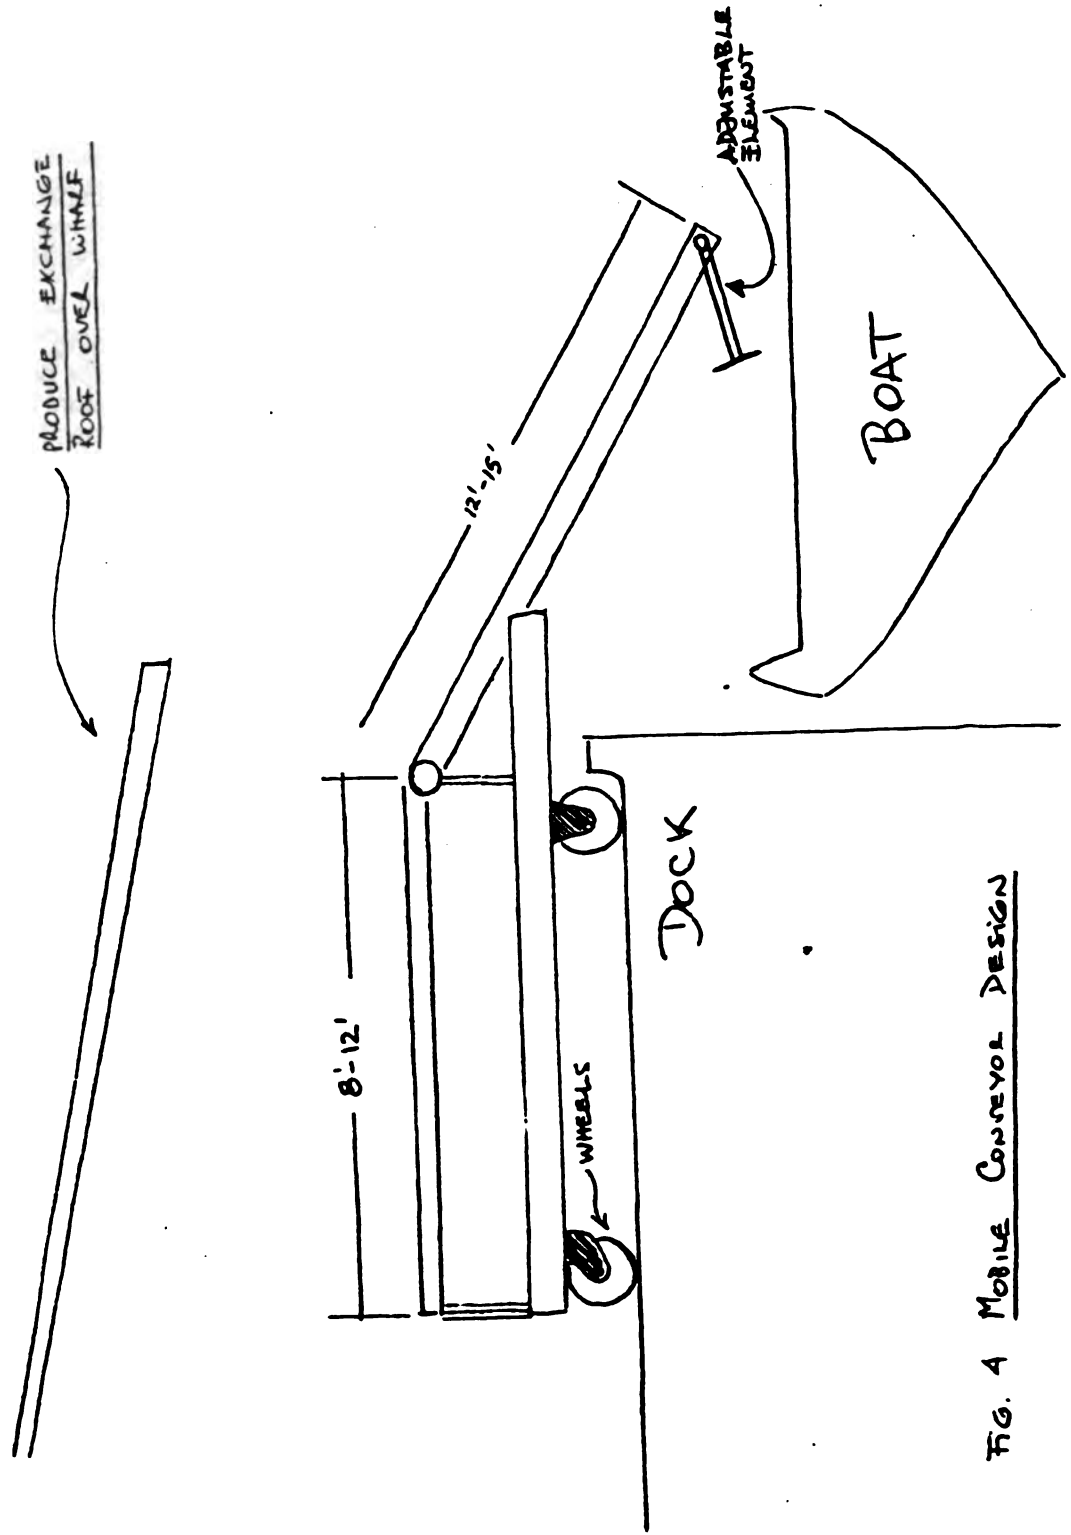 PRODUCE EXCHANGE
ROOF OVER WHARF
ADJUSTABLE
ELEMENT
12'-15'
8'-12'
BOAT
DOCK
WHEELS
FIG. 4 MOBILE CONVEYOR DESIGN